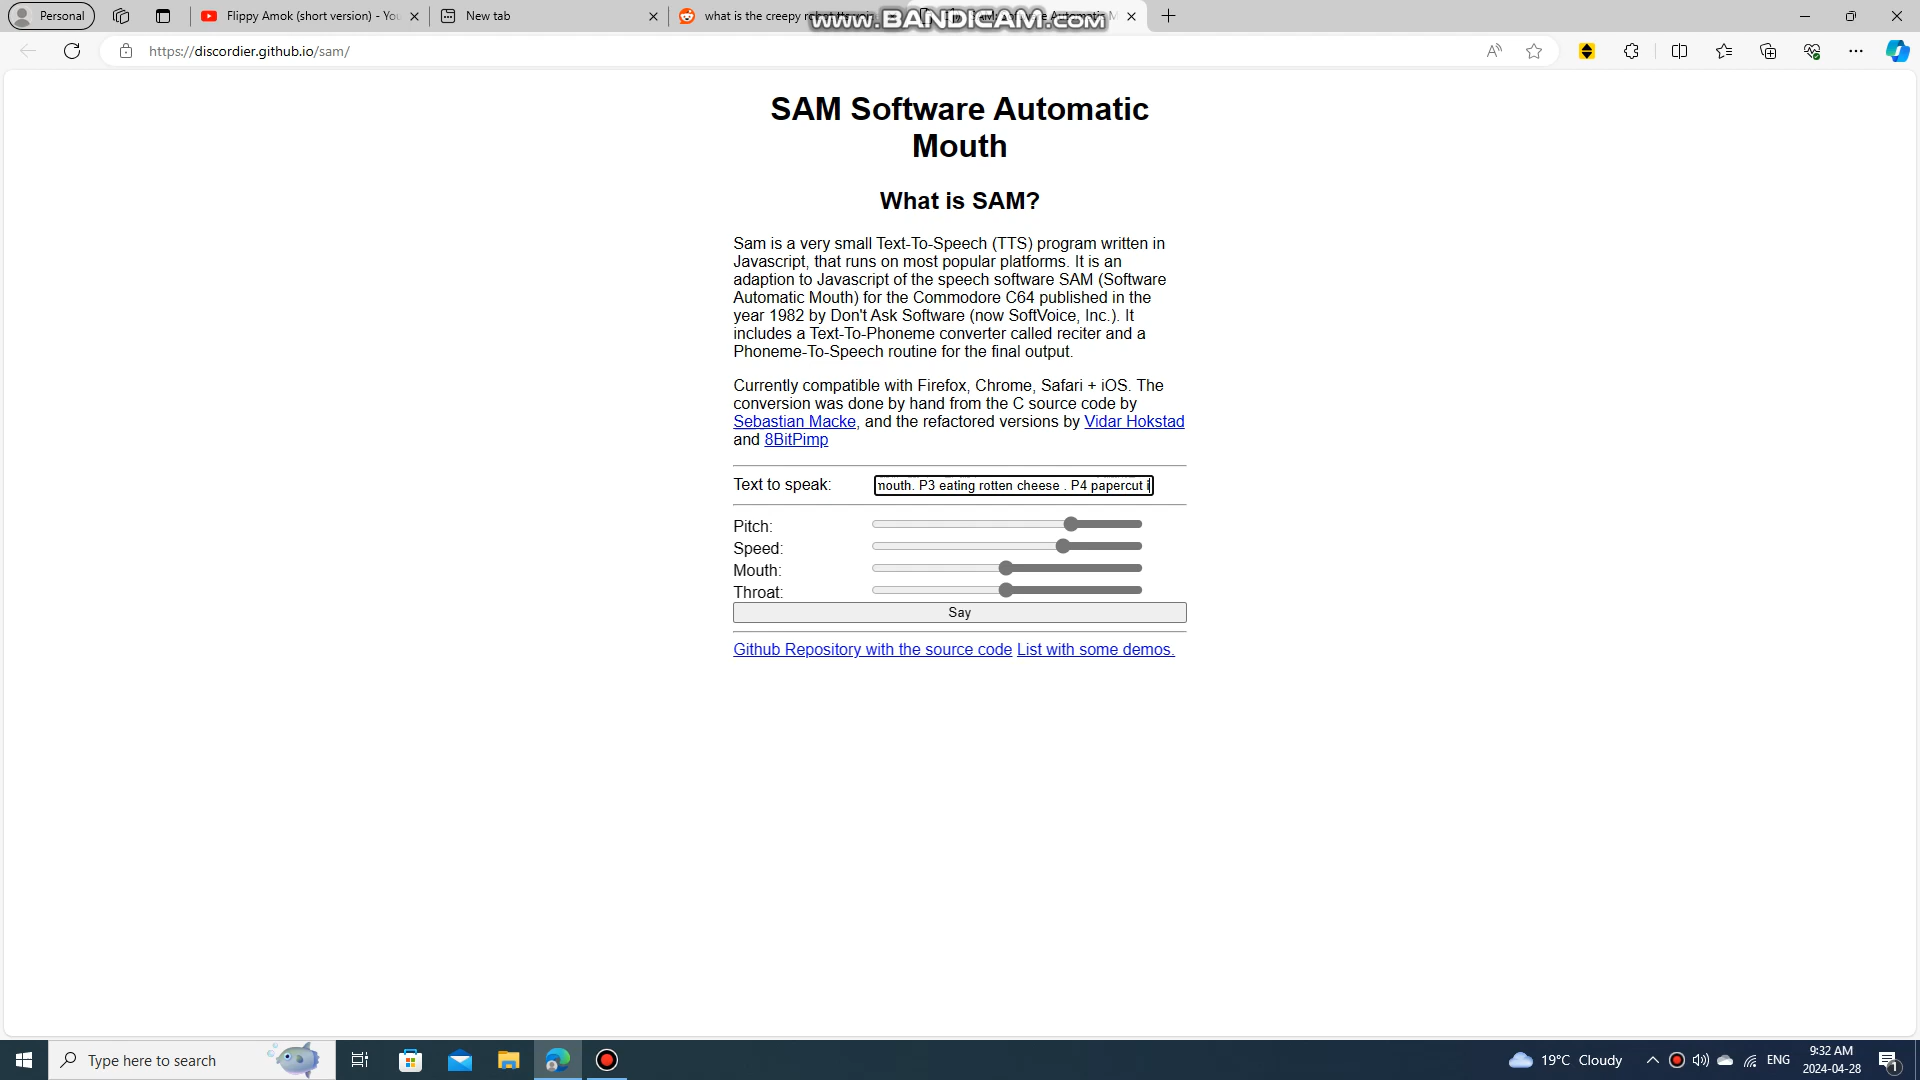 Personal
Flippy Amok (short version) - You
New tab
what is the creepy
www.BANDICAM.com
https://discordier.github.io/sam/
SAM Software Automatic
Mouth
What is SAM?
Sam is a very small Text-To-Speech (TTS) program written in
Javascript, that runs on most popular platforms. It is an
adaption to Javascript of the speech software SAM (Software
Automatic Mouth) for the Commodore C64 published in the
year 1982 by Don't Ask Software (now SoftVoice, Inc.). It
includes a Text-To-Phoneme converter called reciter and a
Phoneme-To-Speech routine for the final output.
Currently compatible with Firefox, Chrome, Safari + iOS. The
conversion was done by hand from the C source code by
Sebastian Macke, and the refactored versions by Vidar Hokstad
and 8BitPimp
Text to speak: mouth. P3 eating rotten cheese . P4 papercut i
Pitch:
Speed:
Mouth:
Throat:
Say
Github Repository with the source code List with some demos.
Type here to search
19°C Cloudy
ENG
9:32 AM
2024-04-28
1